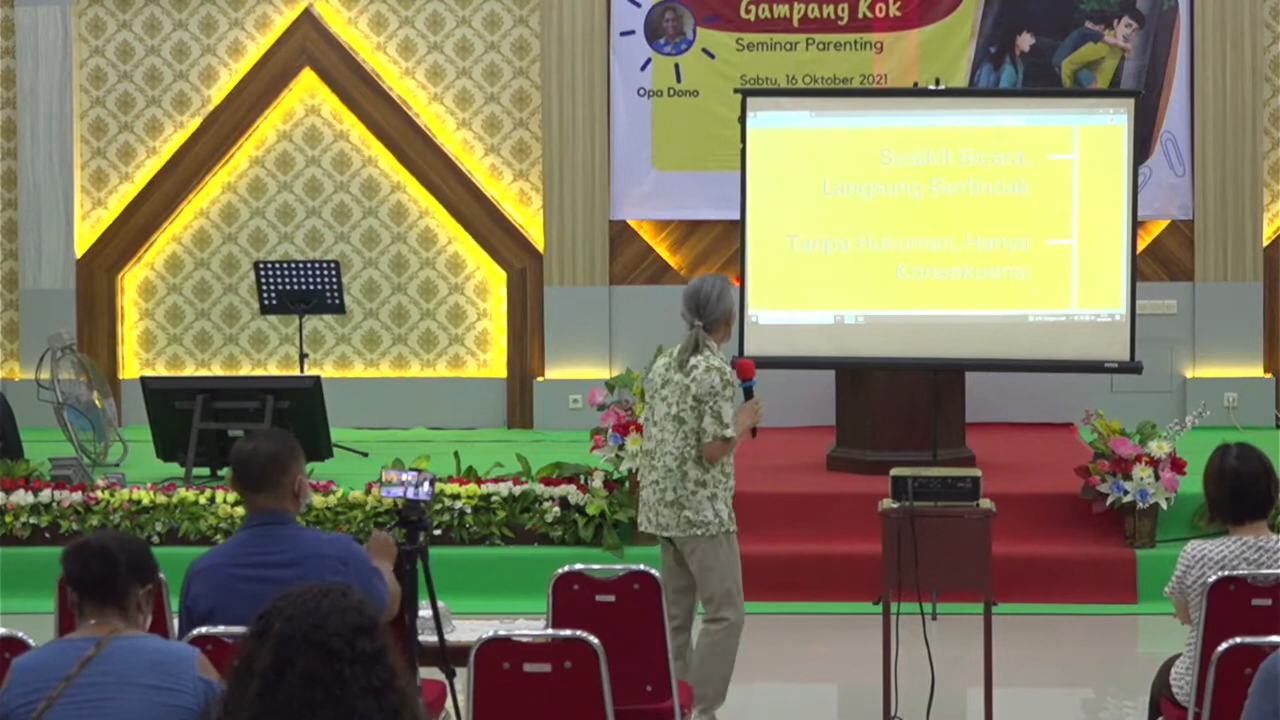 Gampang Kok
Seminar Parenting
Sabtu, 16 Oktober 2021
Opa Dono
Sedikit Bicara,
Langsung Bertindak
Tanpa Hukuman, Hanya
Konsekuensi